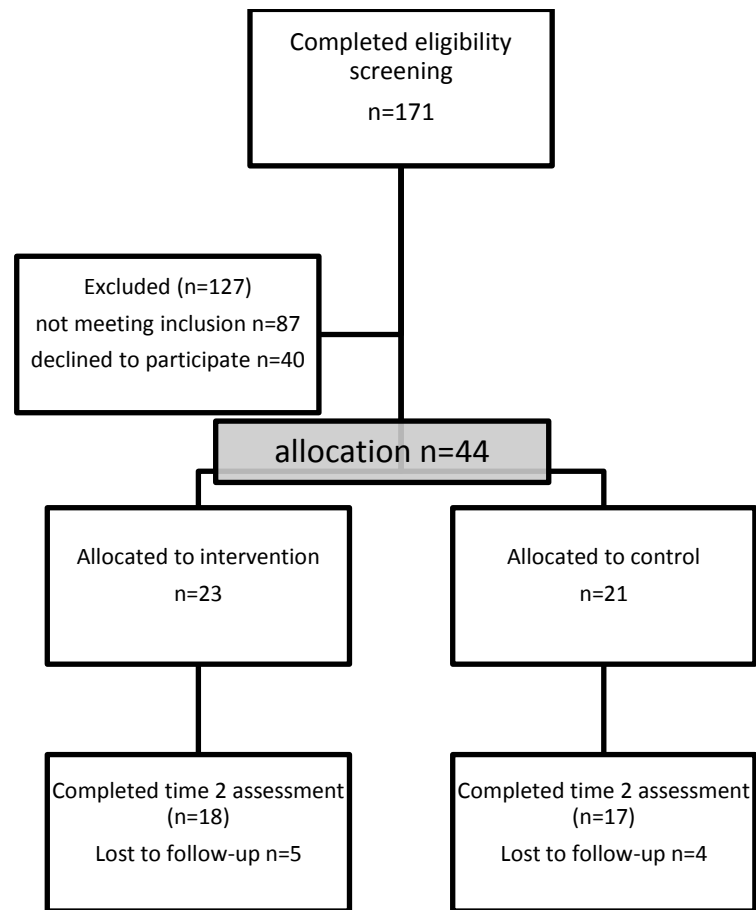 Completed eligibility
screening
n=171
Excluded (n=127)
not meeting inclusion n=87
declined to participate n=40
allocation n=44
Allocated to intervention
n=23
Allocated to control
n=21
Completed time 2 assessment
(n=18)
Lost to follow-up n=5
Completed time 2 assessment
(n=17)
Lost to follow-up n=4